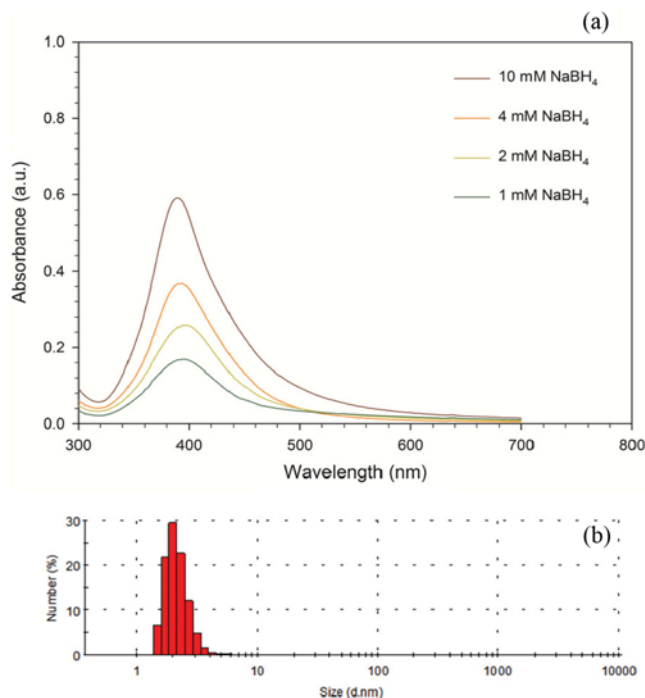 (a)
1.0
0.8
0.6
0.4
0.2
0.0
Absorbance (a.u.)
10 mM NaBH₄
4 mM NaBH₄
2 mM NaBH₄
1 mM NaBH₄
300 400 500 600 700 800
Wavelength (nm)
(b)
30
20
10
0
Number (%)
1 10 100 1000 10000
Size (d.nm)